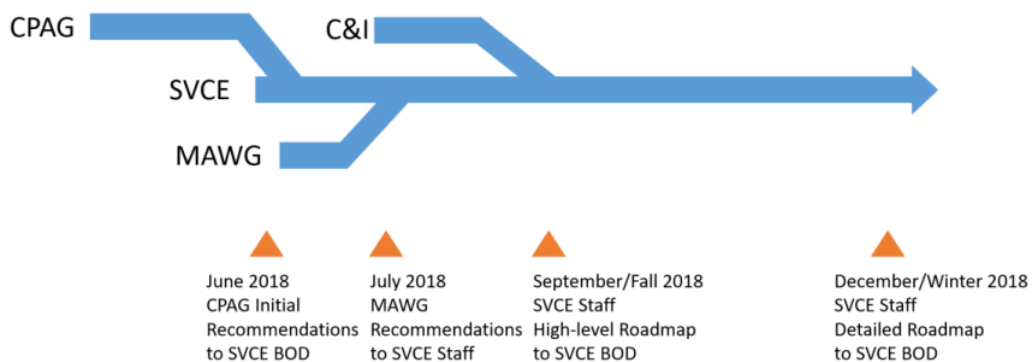 CPAG
C&I
SVCE
MAWG
June 2018
CPAG Initial
Recommendations
to SVCE BOD
July 2018
MAWG
Recommendations
to SVCE Staff
September/Fall 2018
SVCE Staff
High-level Roadmap
to SVCE BOD
December/Winter 2018
SVCE Staff
Detailed Roadmap
to SVCE BOD